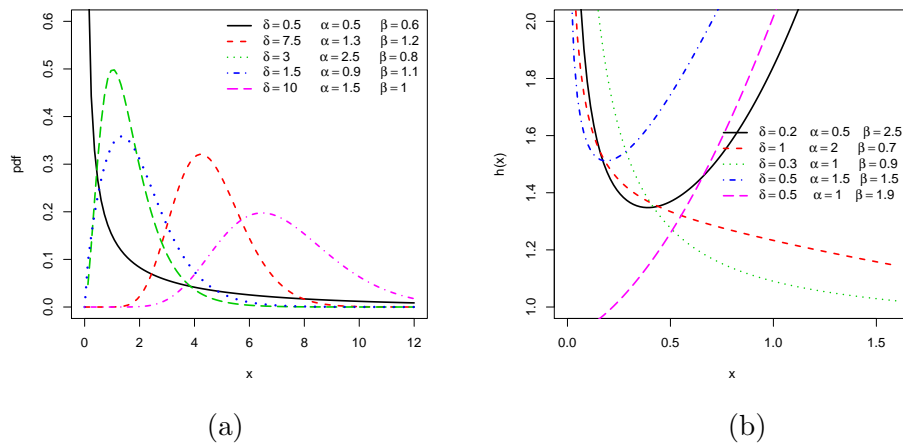 0.6
0.5
0.4
0.3
0.2
0.1
0.0
pdf
δ = 0.5 α = 0.5 β = 0.6
δ = 7.5 α = 1.3 β = 1.2
δ = 3 α = 2.5 β = 0.8
δ = 1.5 α = 0.9 β = 1.1
δ = 10 α = 1.5 β = 1
0 2 4 6 8 10 12
x
(a)
2.0
1.8
1.6
1.4
1.2
1.0
h(x)
δ = 0.2 α = 0.5 β = 2.5
δ = 1 α = 2 β = 0.7
δ = 0.3 α = 1 β = 0.9
δ = 0.5 α = 1.5 β = 1.5
δ = 0.5 α = 1 β = 1.9
0.0 0.5 1.0 1.5
x
(b)